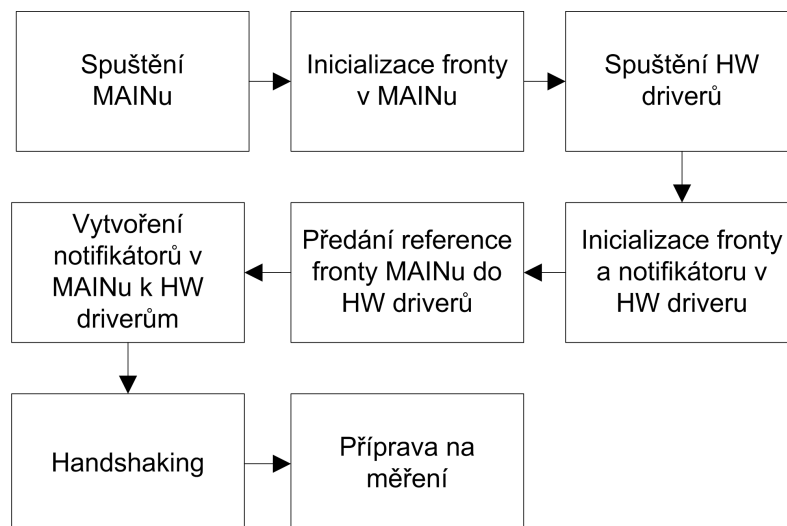 Spuštění
MAINu
Inicializace fronty
v MAINu
Spuštění HW
driverů
Inicializace fronty
a notifikátoru v
HW driveru
Předání reference
fronty MAINu do
HW driverů
Vytvoření
notifikátorů v
MAINu k HW
driverům
Handshaking
Příprava na
měření